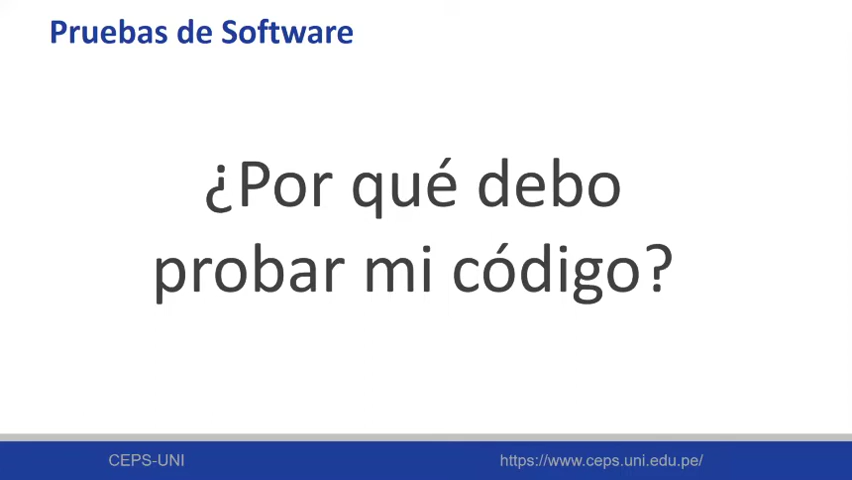 Pruebas de Software
¿Por qué debo
probar mi código?
CEPS-UNI
https://www.ceps.uni.edu.pe/